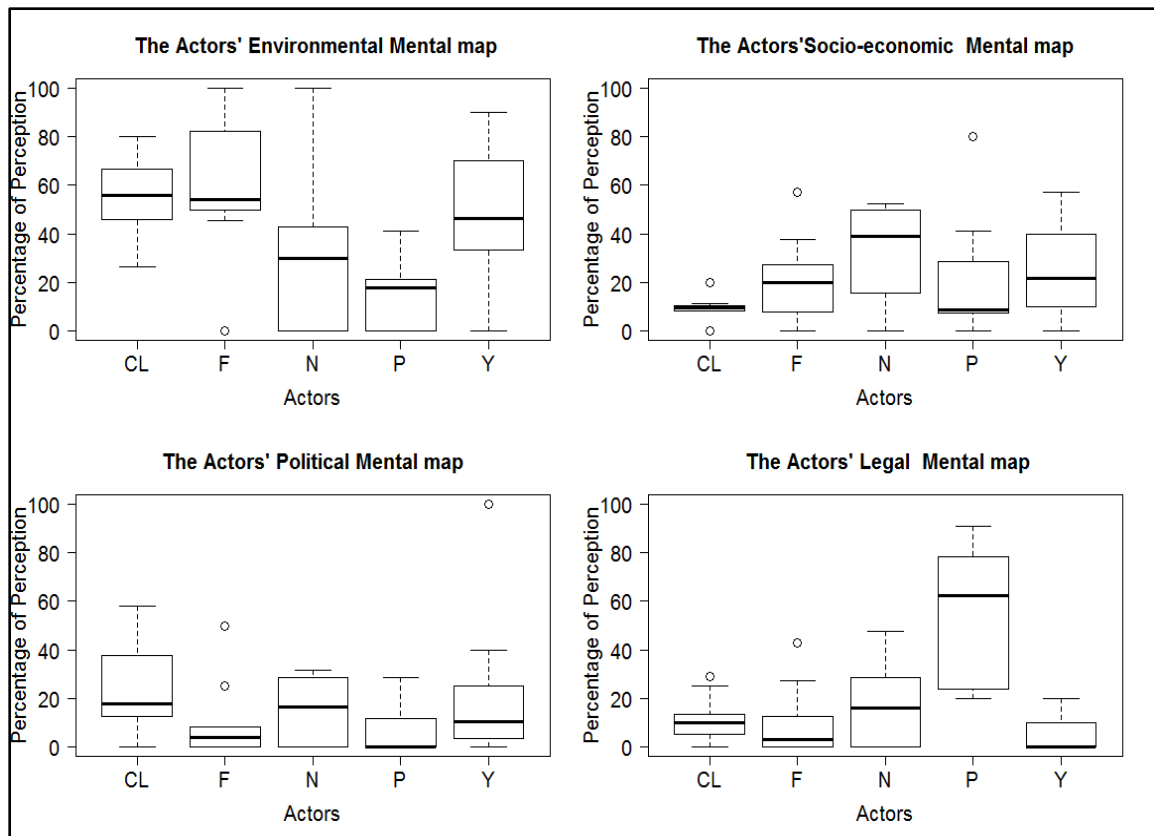 The Actors' Environmental Mental map
Percentage of Perception
100
80
60
40
20
0
CL F N P Y
Actors
The Actors'Socio-economic Mental map
Percentage of Perception
100
80
60
40
20
0
CL F N P Y
Actors
The Actors' Political Mental map
Percentage of Perception
100
80
60
40
20
0
CL F N P Y
Actors
The Actors' Legal Mental map
Percentage of Perception
100
80
60
40
20
0
CL F N P Y
Actors